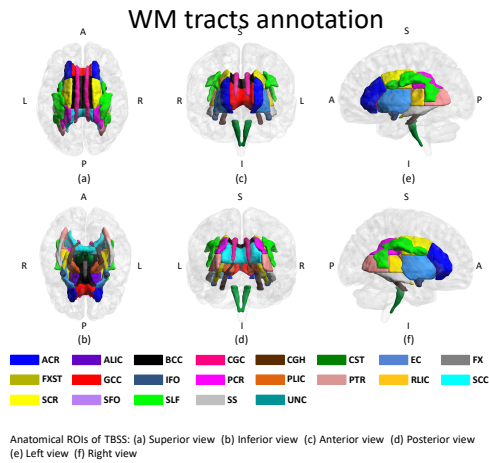 WM tracts annotation
A S S
L R R L A P
P I I
(a) (c) (e)
A S S
R L L R P A
P I I
(b) (d) (f)
ACR ALIC BCC CGC CGH CST EC FX
FXST GCC IFO PCR PLIC PTR RLIC SCC
SCR SFO SLF SS UNC
Anatomical ROIs of TBSS: (a) Superior view (b) Inferior view (c) Anterior view (d) Posterior view
(e) Left view (f) Right view